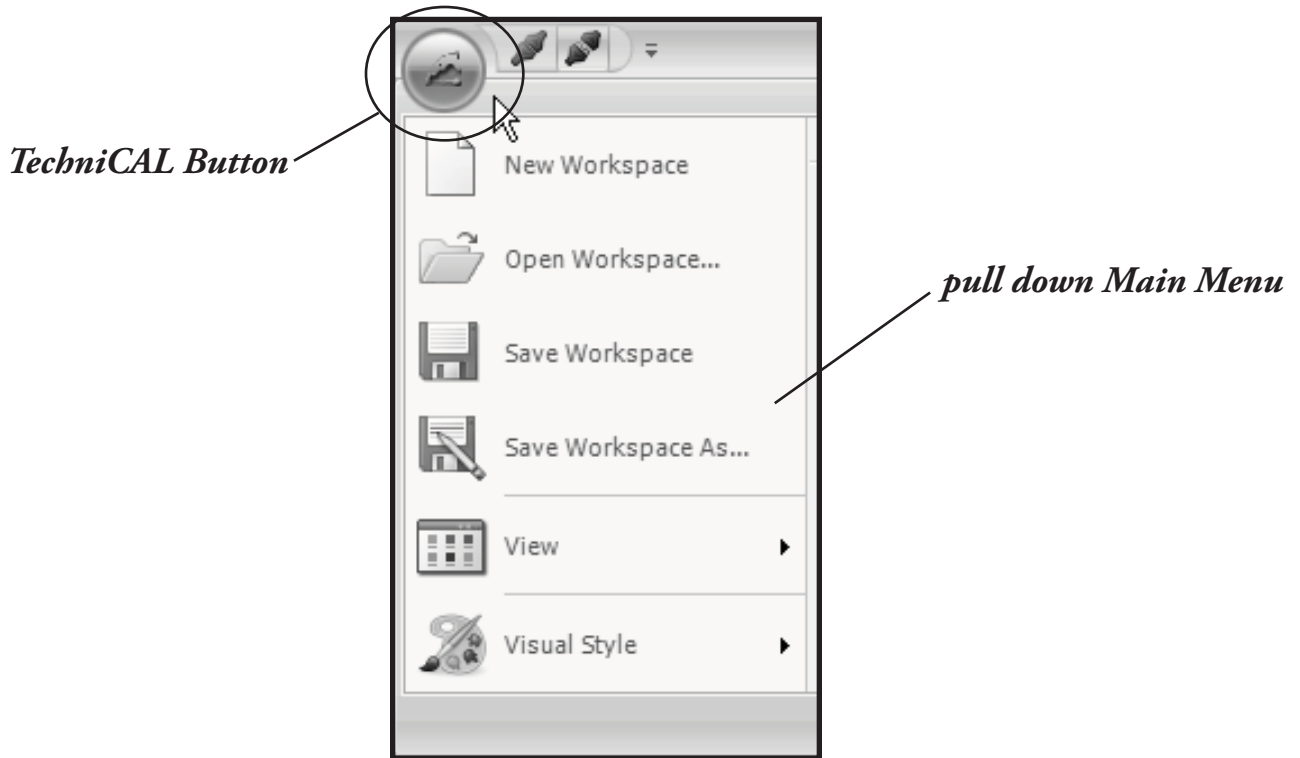 TechniCAL Button
New Workspace
Open Workspace...
pull down Main Menu
Save Workspace
Save Workspace As...
View
Visual Style